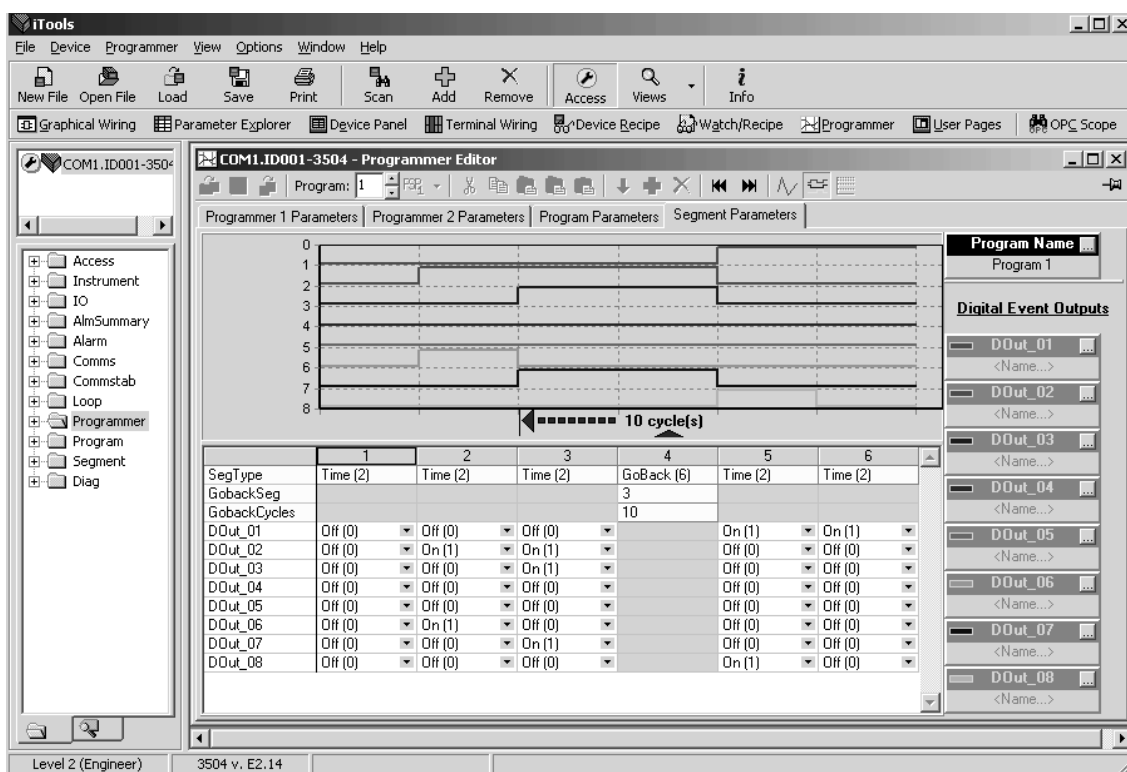 iTools
File Device Programmer View Options Window Help
New File Open File Load Save Print Scan Add Remove Access Views Info
Graphical Wiring Parameter Explorer Device Panel Terminal Wiring Device Recipe Watch/Recipe Programmer User Pages OPC Scope
COM1.ID001-3504
Access
Instrument
IO
AlmSummary
Alarm
Comms
Commstab
Loop
Programmer
Program
Segment
Diag
COM1.ID001-3504 - Programmer Editor
Program: 1
Programmer 1 Parameters Programmer 2 Parameters Program Parameters Segment Parameters
0
1
2
3
4
5
6
7
8
10 cycle(s)
1 2 3 4 5 6
SegType Time (2) Time (2) Time (2) GoBack (6) Time (2) Time (2)
GobackSeg 3
GobackCycles 10
DOut_01 Off (0) Off (0) Off (0) On (1) On (1)
DOut_02 Off (0) On (1) On (1) Off (0) Off (0)
DOut_03 Off (0) Off (0) On (1) Off (0) Off (0)
DOut_04 Off (0) Off (0) Off (0) Off (0) Off (0)
DOut_05 Off (0) Off (0) Off (0) Off (0) Off (0)
DOut_06 Off (0) On (1) Off (0) Off (0) Off (0)
DOut_07 Off (0) Off (0) On (1) Off (0) Off (0)
DOut_08 Off (0) Off (0) Off (0) On (1) Off (0)
Program Name ...
Program 1
Digital Event Outputs
DOut_01 ...
<Name...>
DOut_02 ...
<Name...>
DOut_03 ...
<Name...>
DOut_04 ...
<Name...>
DOut_05 ...
<Name...>
DOut_06 ...
<Name...>
DOut_07 ...
<Name...>
DOut_08 ...
<Name...>
Level 2 (Engineer) 3504 v. E2.14